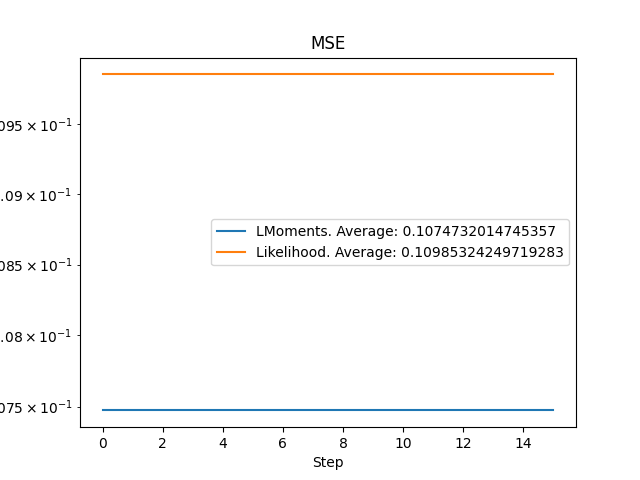 MSE
095 × 10⁻¹
.09 × 10⁻¹
085 × 10⁻¹
.08 × 10⁻¹
075 × 10⁻¹
LMoments. Average: 0.1074732014745357
Likelihood. Average: 0.10985324249719283
0 2 4 6 8 10 12 14
Step